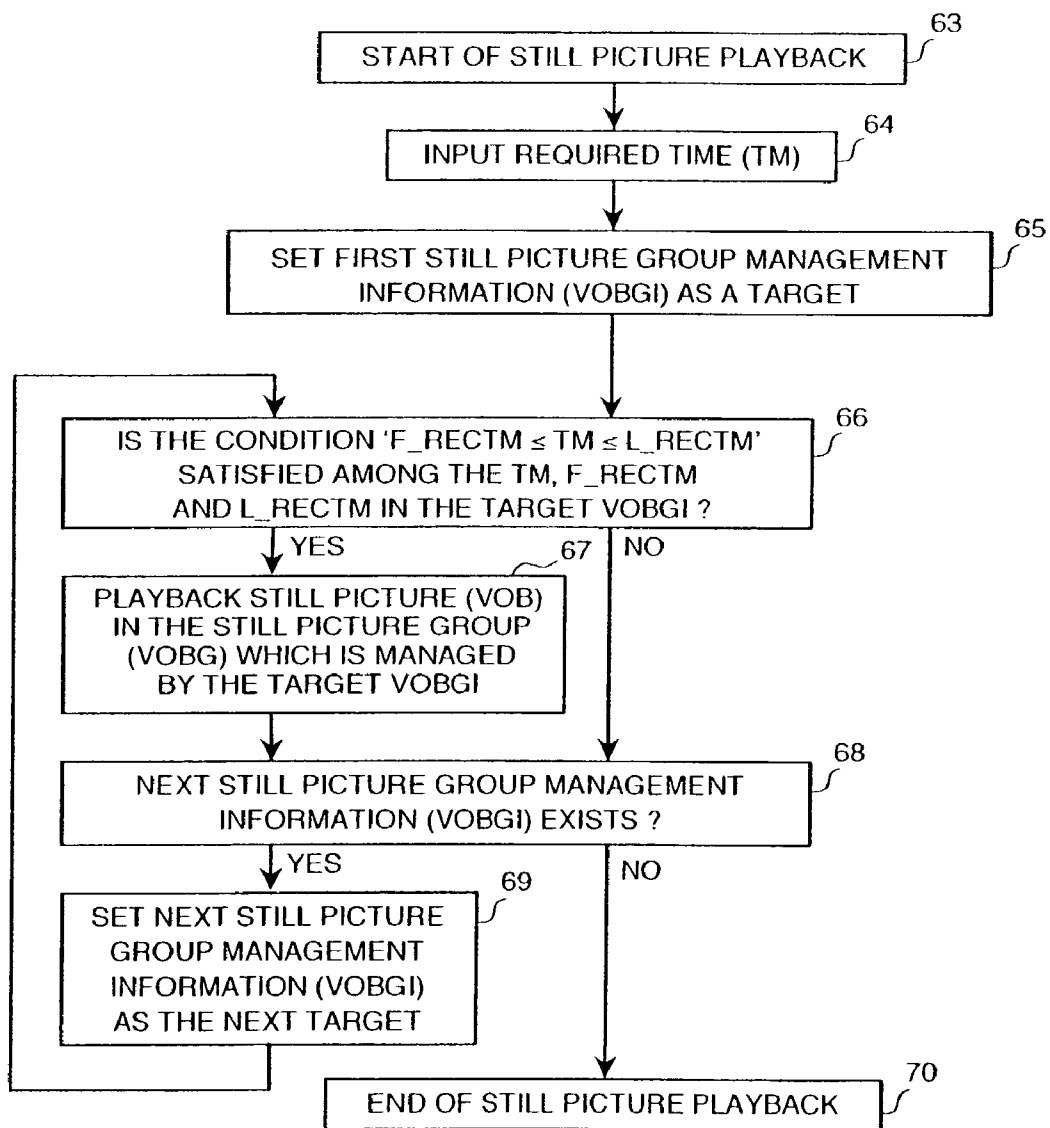 63
START OF STILL PICTURE PLAYBACK
64
INPUT REQUIRED TIME (TM)
65
SET FIRST STILL PICTURE GROUP MANAGEMENT
INFORMATION (VOBGI) AS A TARGET
66
IS THE CONDITION 'F_RECTM ≤ TM ≤ L_RECTM'
SATISFIED AMONG THE TM, F_RECTM
AND L_RECTM IN THE TARGET VOBGI ?
YES
NO
67
PLAYBACK STILL PICTURE (VOB)
IN THE STILL PICTURE GROUP
(VOBG) WHICH IS MANAGED
BY THE TARGET VOBGI
68
NEXT STILL PICTURE GROUP MANAGEMENT
INFORMATION (VOBGI) EXISTS ?
YES
NO
69
SET NEXT STILL PICTURE
GROUP MANAGEMENT
INFORMATION (VOBGI)
AS THE NEXT TARGET
70
END OF STILL PICTURE PLAYBACK